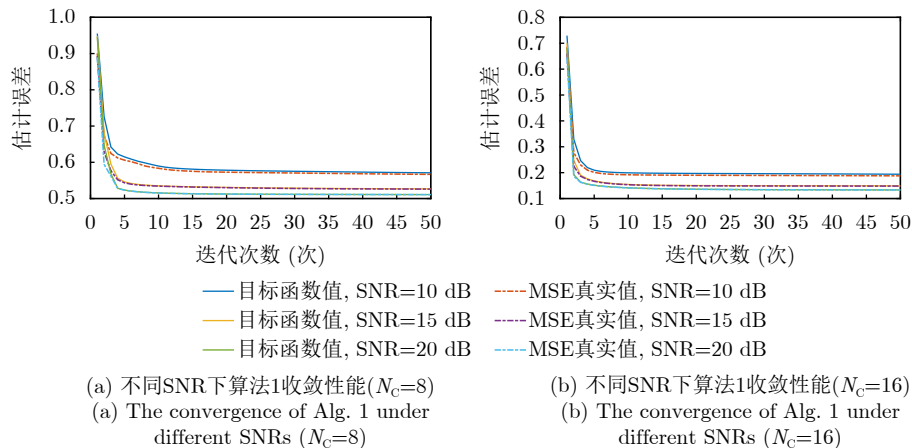 1.0
0.9
0.8
0.7
0.6
0.5
估计误差
0 5 10 15 20 25 30 35 40 45 50
迭代次数 (次)
0.8
0.7
0.6
0.5
0.4
0.3
0.2
0.1
估计误差
0 5 10 15 20 25 30 35 40 45 50
迭代次数 (次)
目标函数值, SNR=10 dB MSE真实值, SNR=10 dB
目标函数值, SNR=15 dB MSE真实值, SNR=15 dB
目标函数值, SNR=20 dB MSE真实值, SNR=20 dB
(a) 不同SNR下算法1收敛性能(N_C=8)
(a) The convergence of Alg. 1 under
different SNRs (N_C=8)
(b) 不同SNR下算法1收敛性能(N_C=16)
(b) The convergence of Alg. 1 under
different SNRs (N_C=16)